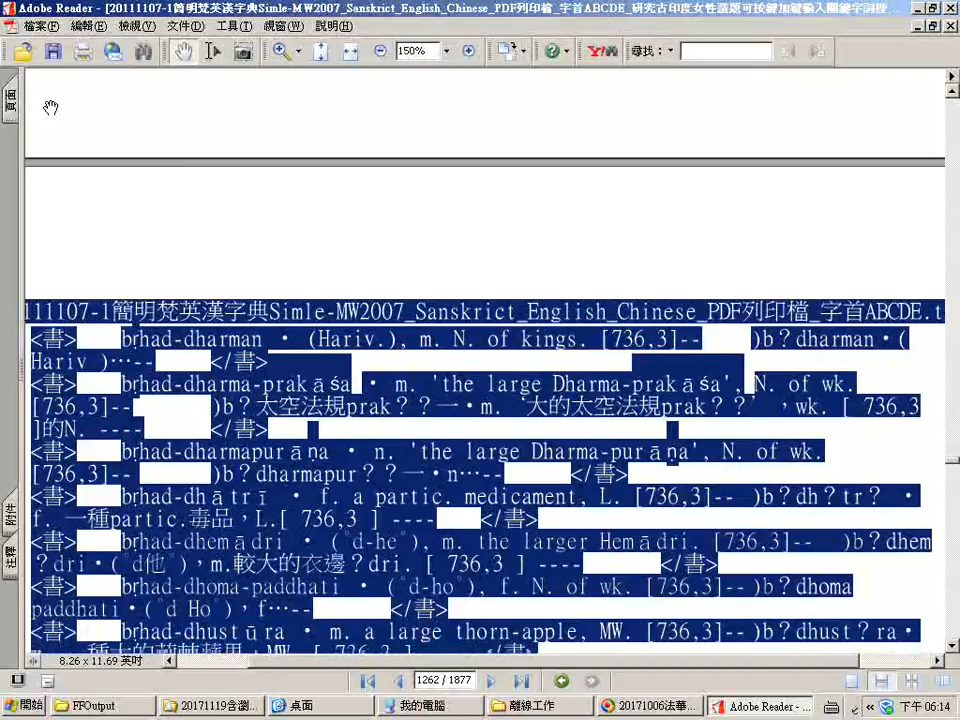 Adobe Reader - [20111107-1簡明梵英漢字典Simle-MW2007_Sanskrict_English_Chinese_PDF列印檔_字首ABCDE_研究古印度女性議題可按鍵加鍵輸入關鍵字詞搜
檔案(F) 編輯(E) 檢視(V) 文件(D) 工具(T) 視窗(W) 說明(H)
150% Y! 尋找:
頁面
附件
注釋
111107-1簡明梵英漢字典Simle-MW2007_Sanskrict_English_Chinese_PDF列印檔_字首ABCDE.t
<書> bṛhad-dharman • (Hariv.), m. N. of kings. [736,3]-- )b？dharman•(
Hariv )…-- </書>
<書> bṛhad-dharma-prakāśa • m. 'the large Dharma-prakāśa', N. of wk.
[736,3]-- )b？太空法規prak？？一•m. ‘大的太空法規prak？？’ ，wk. [ 736,3
]的N. ---- </書>
<書> bṛhad-dharmapurāṇa • n. 'the large Dharma-purāṇa', N. of wk.
[736,3]-- )b？dharmapur？？一•n…-- </書>
<書> bṛhad-dhātrī • f. a partic. medicament, L. [736,3]-- )b？dh？tr？ •
f. 一種partic.毒品，L.[ 736,3 ] ---- </書>
<書> bṛhad-dhemādri • (°d-he°), m. the larger Hemādri. [736,3]-- )b？dhem
？dri•(°d他°)，m.較大的衣邊？dri. [ 736,3 ] ---- </書>
<書> bṛhad-dhoma-paddhati • (°d-ho°), f. N. of wk. [736,3]-- )b？dhoma
paddhati•(°d Ho°)，f…-- </書>
<書> bṛhad-dhustūra • m. a large thorn-apple, MW. [736,3]-- )b？dhust？ra•
8.26 x 11.69 英吋 1262 / 1877
開始 FFOutput 20171119含瀏... 桌面 我的電腦 離線工作 20171006法華... Adobe Reader - [... 下午 06:14